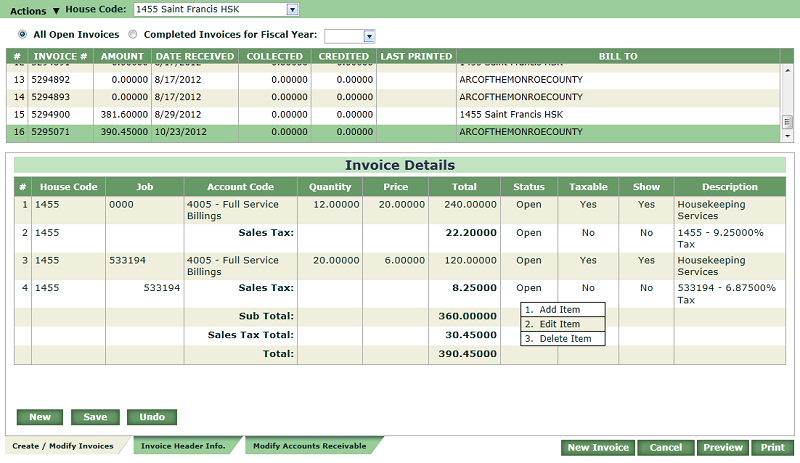 Actions ▼ House Code: 1455 Saint Francis HSK
All Open Invoices Completed Invoices for Fiscal Year:
# INVOICE # AMOUNT DATE RECEIVED COLLECTED CREDITED LAST PRINTED BILL TO
13 5294892 0.00000 8/17/2012 0.00000 0.00000 ARCOFTHEMONROECOUNTY
14 5294893 0.00000 8/17/2012 0.00000 0.00000 ARCOFTHEMONROECOUNTY
15 5294900 381.60000 8/29/2012 0.00000 0.00000 1455 Saint Francis HSK
16 5295071 390.45000 10/23/2012 0.00000 0.00000 ARCOFTHEMONROECOUNTY
Invoice Details
# House Code Job Account Code Quantity Price Total Status Taxable Show Description
1 1455 0000 4005 - Full Service 12.00000 20.00000 240.00000 Open Yes Yes Housekeeping
Billings Services
2 1455 Sales Tax: 22.20000 Open No No 1455 - 9.25000%
Tax
3 1455 533194 4005 - Full Service 20.00000 6.00000 120.00000 Open Yes Yes Housekeeping
Billings Services
4 1455 533194 Sales Tax: 8.25000 Open No No 533194 - 6.87500%
Tax
Sub Total: 360.00000
Sales Tax Total: 30.45000
Total: 390.45000
1. Add Item
2. Edit Item
3. Delete Item
New Save Undo
Create / Modify Invoices Invoice Header Info. Modify Accounts Receivable
New Invoice Cancel Preview Print